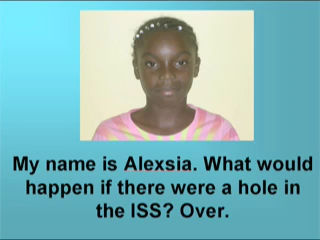 My name is Alexsia. What would
happen if there were a hole in
the ISS? Over.